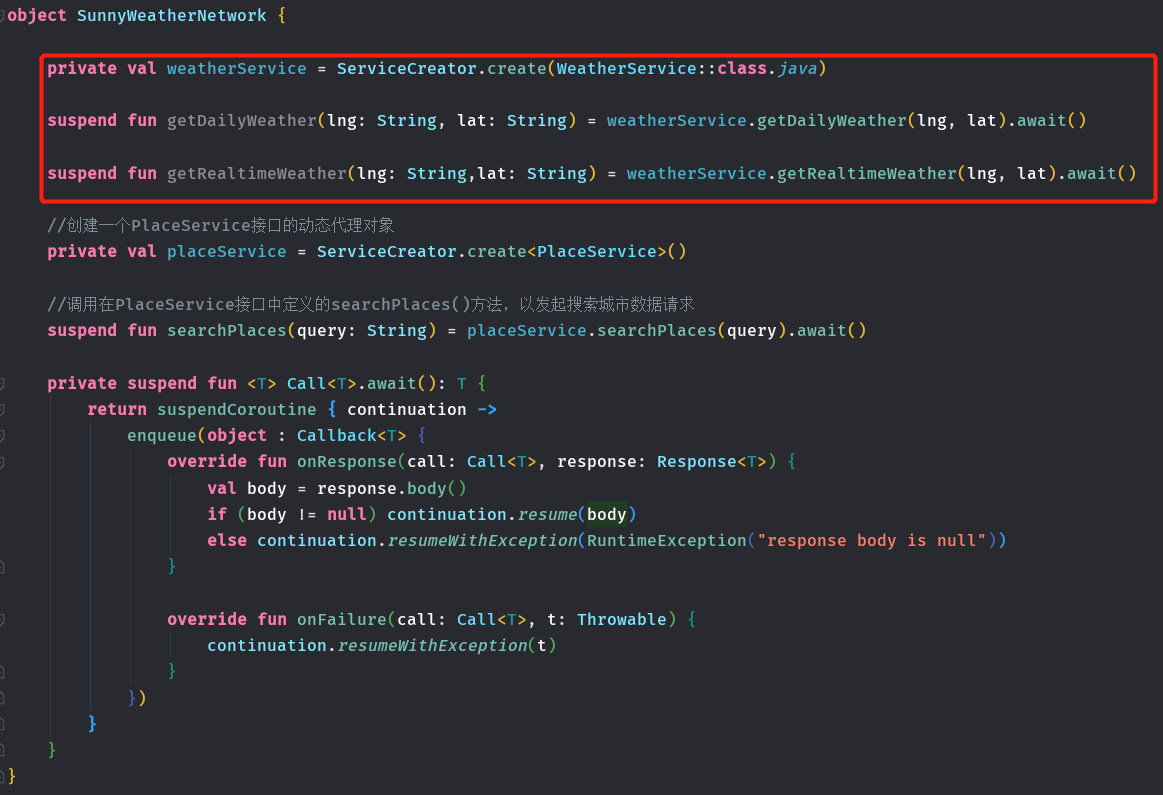 object SunnyWeatherNetwork {
private val weatherService = ServiceCreator.create(WeatherService::class.java)
suspend fun getDailyWeather(lng: String, lat: String) = weatherService.getDailyWeather(lng, lat).await()
suspend fun getRealtimeWeather(lng: String,lat: String) = weatherService.getRealtimeWeather(lng, lat).await()
//创建一个PlaceService接口的动态代理对象
private val placeService = ServiceCreator.create<PlaceService>()
//调用在PlaceService接口中定义的searchPlaces()方法，以发起搜索城市数据请求
suspend fun searchPlaces(query: String) = placeService.searchPlaces(query).await()
private suspend fun <T> Call<T>.await(): T {
return suspendCoroutine { continuation ->
enqueue(object : Callback<T> {
override fun onResponse(call: Call<T>, response: Response<T>) {
val body = response.body()
if (body != null) continuation.resume(body)
else continuation.resumeWithException(RuntimeException("response body is null"))
}
override fun onFailure(call: Call<T>, t: Throwable) {
continuation.resumeWithException(t)
}
})
}
}
}